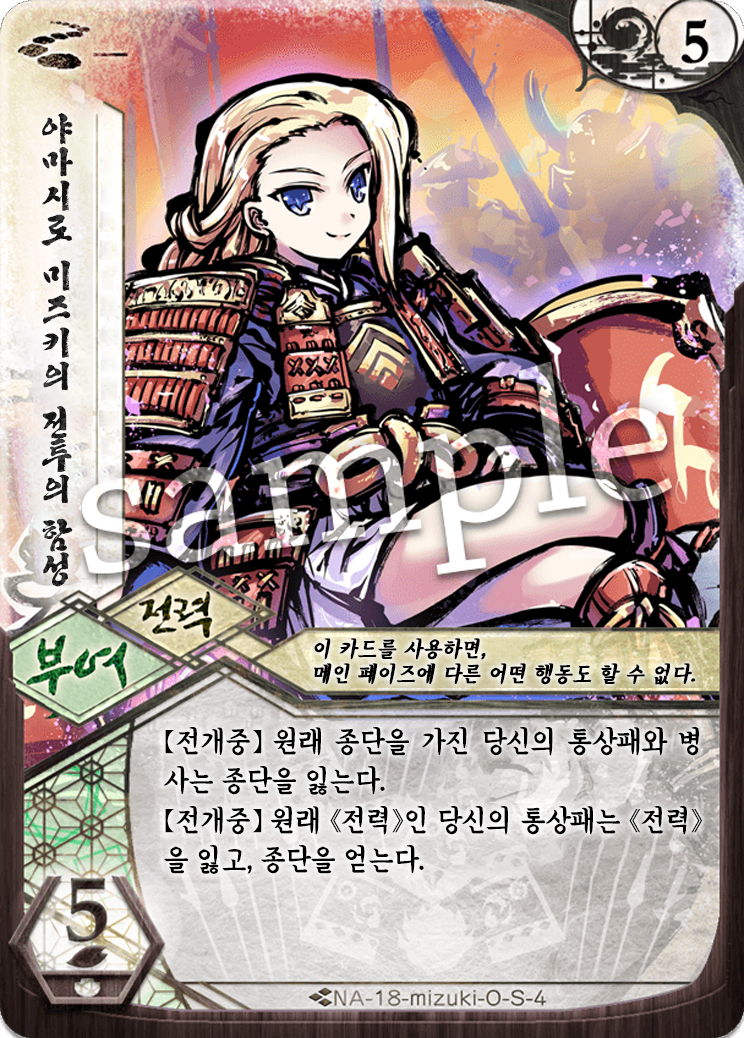 5
야마시로 미즈키의 전투의 함성
sample
전력
부여
이 카드를 사용하면,
메인 페이즈에 다른 어떤 행동도 할 수 없다.
【전개중】 원래 종단을 가진 당신의 통상패와 병
사는 종단을 잃는다.
【전개중】 원래 《전력》인 당신의 통상패는 《전력》
을 잃고, 종단을 얻는다.
5
NA-18-mizuki-O-S-4